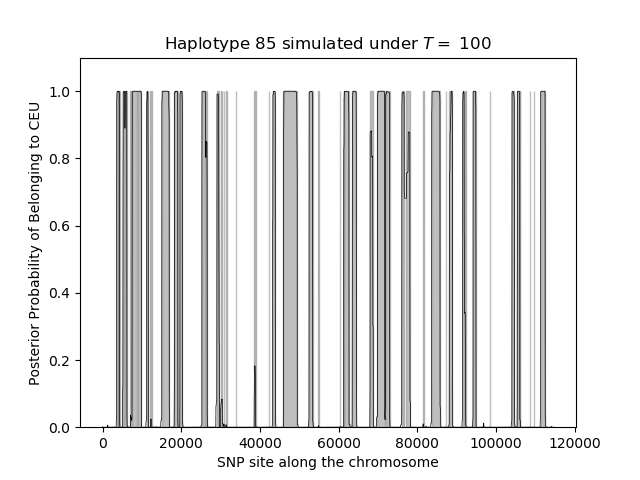 Haplotype 85 simulated under T = 100
Posterior Probability of Belonging to CEU
1.0
0.8
0.6
0.4
0.2
0.0
0 20000 40000 60000 80000 100000 120000
SNP site along the chromosome